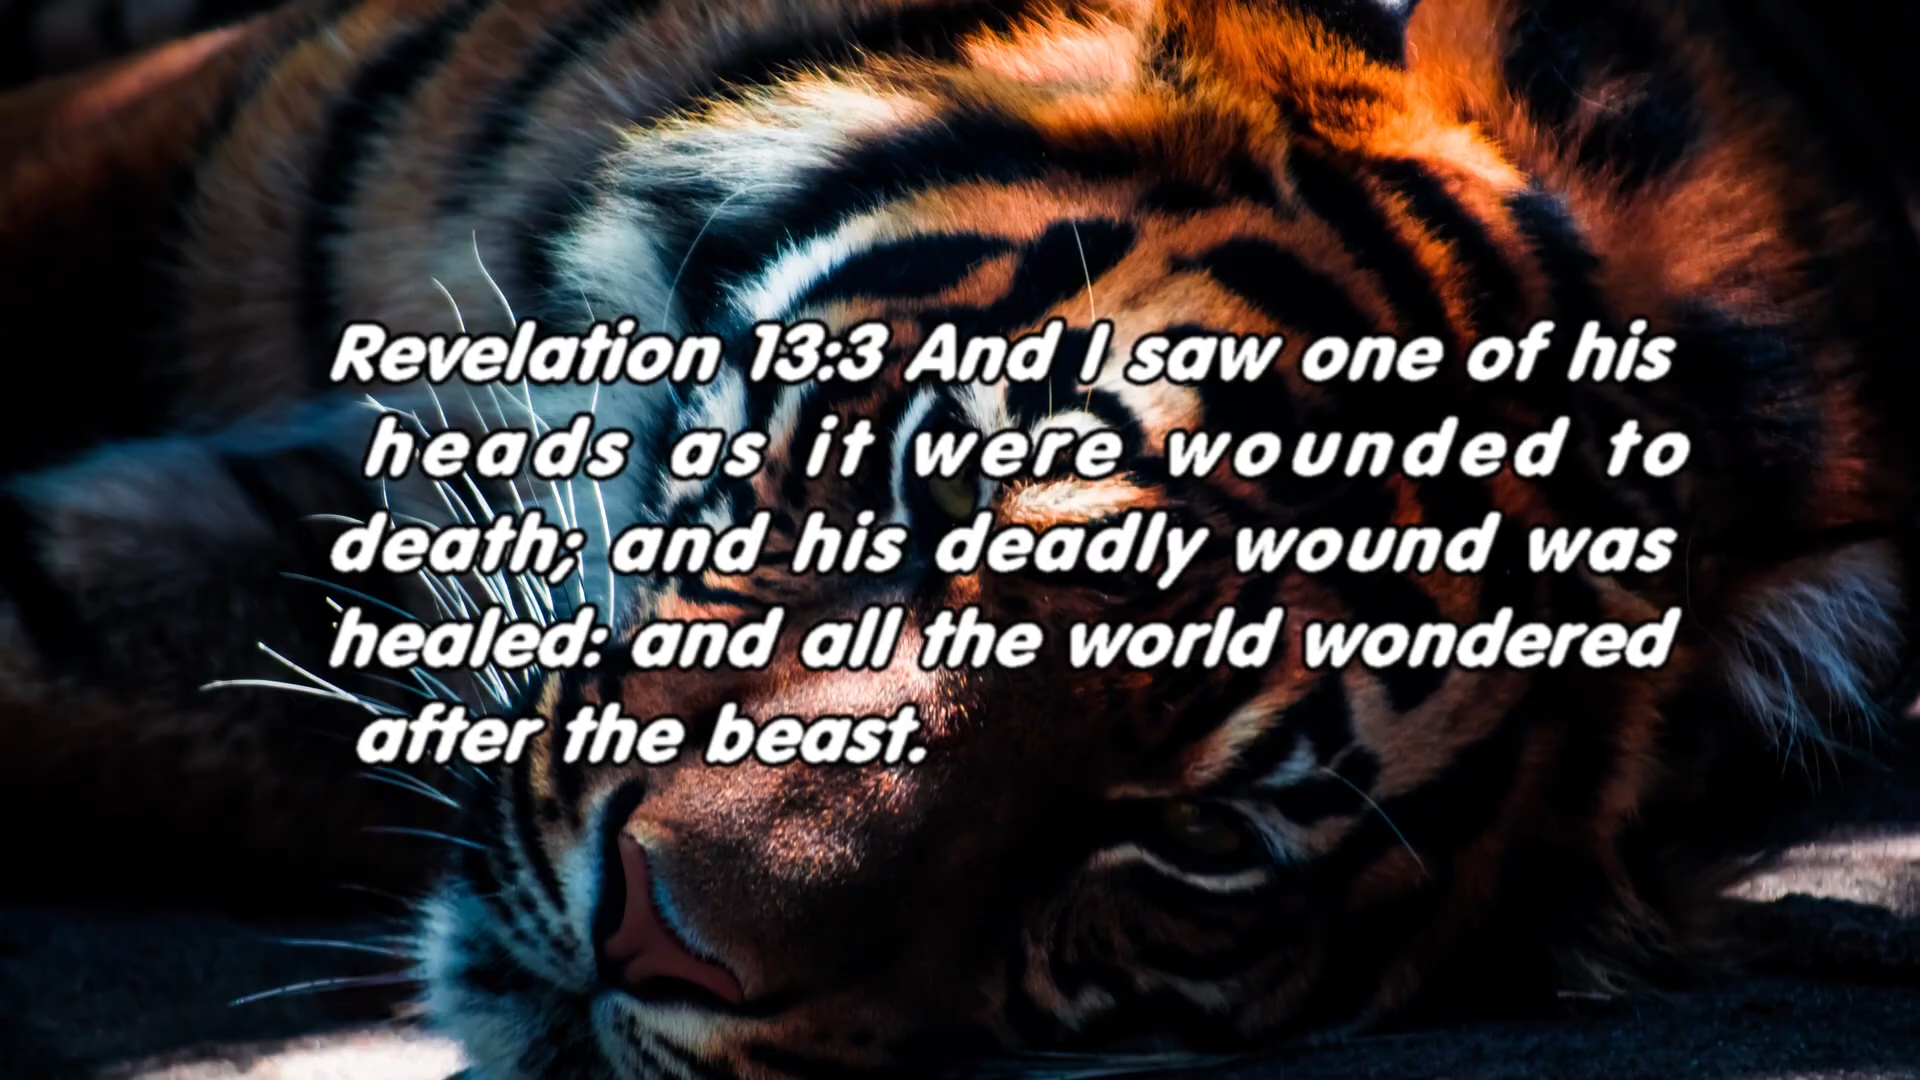 Revelation 13:3 And I saw one of his
heads as it were wounded to
death; and his deadly wound was
healed: and all the world wondered
after the beast.